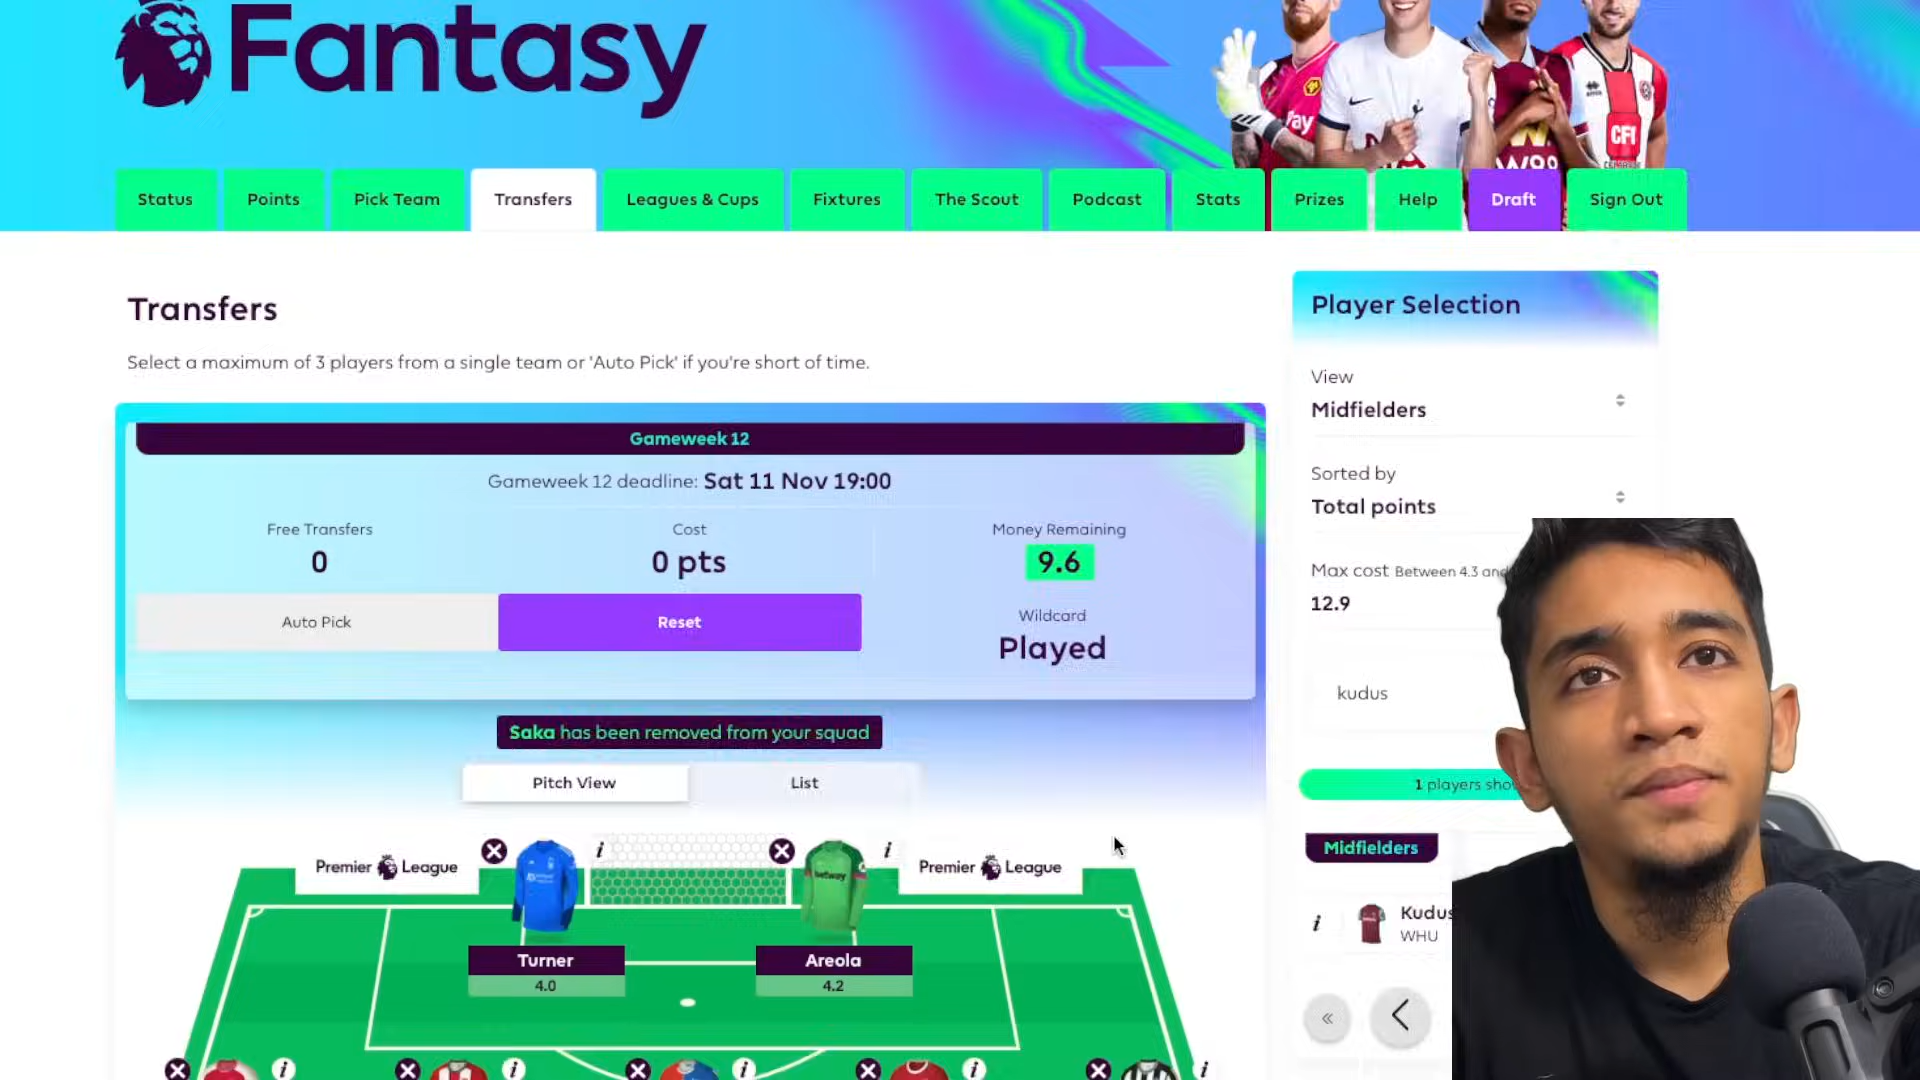 Fantasy
Status
Points
Pick Team
Transfers
Leagues & Cups
Fixtures
The Scout
Podcast
Stats
Prizes
Help
Draft
Sign Out
Transfers
Select a maximum of 3 players from a single team or 'Auto Pick' if you're short of time.
Gameweek 12
Gameweek 12 deadline: Sat 11 Nov 19:00
Free Transfers
0
Cost
0 pts
Money Remaining
9.6
Auto Pick
Reset
Wildcard
Played
Saka has been removed from your squad
Pitch View
List
Premier League
Premier League
betway
Turner
4.0
Areola
4.2
Player Selection
View
Midfielders
Sorted by
Total points
Max cost Between 4.3 and
12.9
kudus
1 players sho
Midfielders
Kudus
WHU